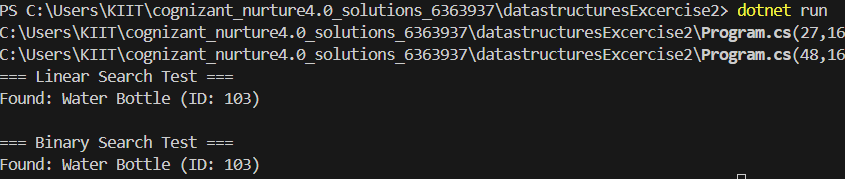 PS C:\Users\KIIT\cognizant_nurture4.0_solutions_6363937\datastructuresExcercise2> dotnet run
C:\Users\KIIT\cognizant_nurture4.0_solutions_6363937\datastructuresExcercise2\Program.cs(27,16
C:\Users\KIIT\cognizant_nurture4.0_solutions_6363937\datastructuresExcercise2\Program.cs(48,16
=== Linear Search Test ===
Found: Water Bottle (ID: 103)
=== Binary Search Test ===
Found: Water Bottle (ID: 103)